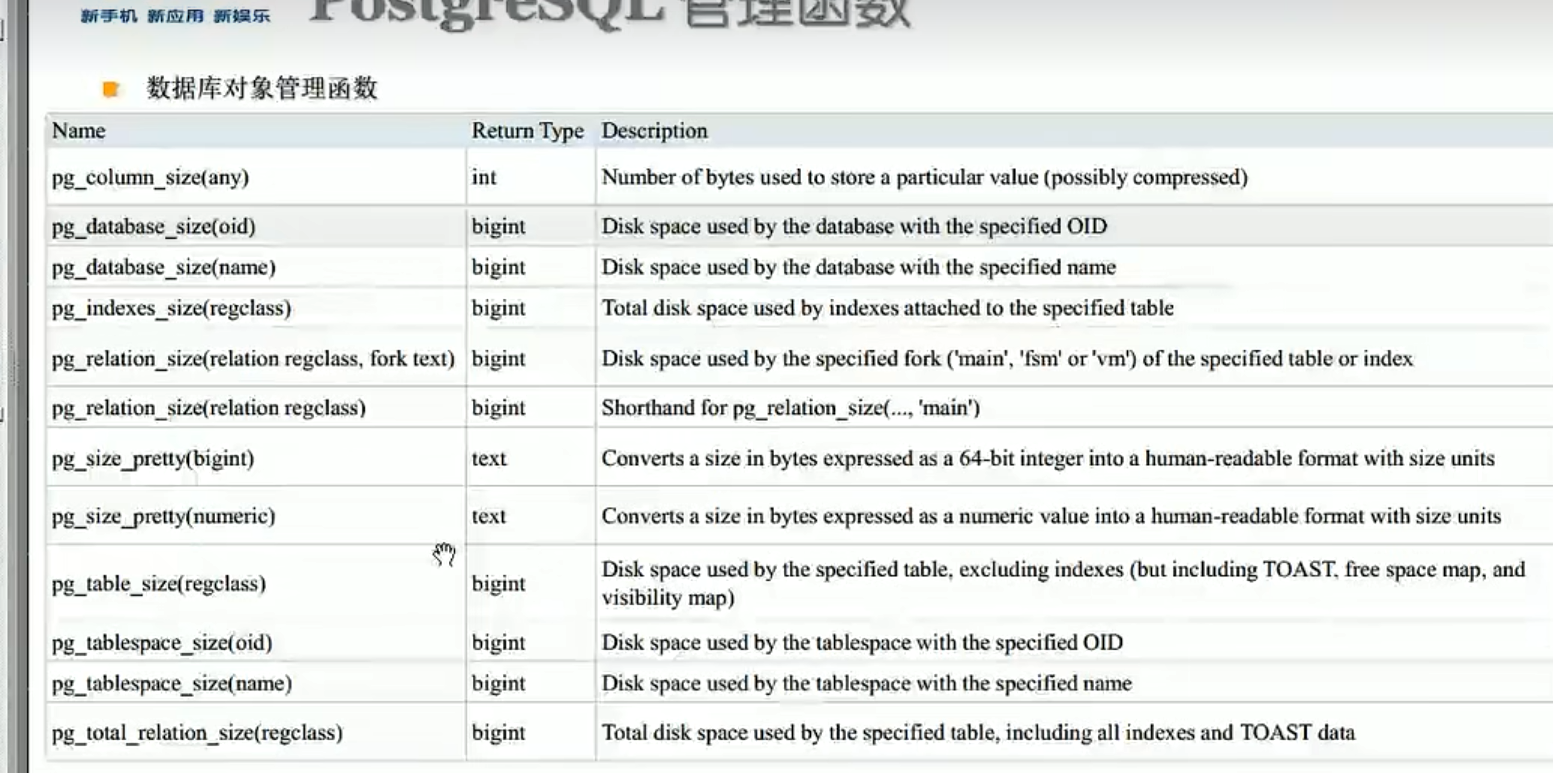 新手机 新应用 新娱乐 PostgreSQL 管理函数
数据库对象管理函数
Name Return Type Description
pg_column_size(any) int Number of bytes used to store a particular value (possibly compressed)
pg_database_size(oid) bigint Disk space used by the database with the specified OID
pg_database_size(name) bigint Disk space used by the database with the specified name
pg_indexes_size(regclass) bigint Total disk space used by indexes attached to the specified table
pg_relation_size(relation regclass, fork text) bigint Disk space used by the specified fork ('main', 'fsm' or 'vm') of the specified table or index
pg_relation_size(relation regclass) bigint Shorthand for pg_relation_size(..., 'main')
pg_size_pretty(bigint) text Converts a size in bytes expressed as a 64-bit integer into a human-readable format with size units
pg_size_pretty(numeric) text Converts a size in bytes expressed as a numeric value into a human-readable format with size units
pg_table_size(regclass) bigint Disk space used by the specified table, excluding indexes (but including TOAST, free space map, and
visibility map)
pg_tablespace_size(oid) bigint Disk space used by the tablespace with the specified OID
pg_tablespace_size(name) bigint Disk space used by the tablespace with the specified name
pg_total_relation_size(regclass) bigint Total disk space used by the specified table, including all indexes and TOAST data